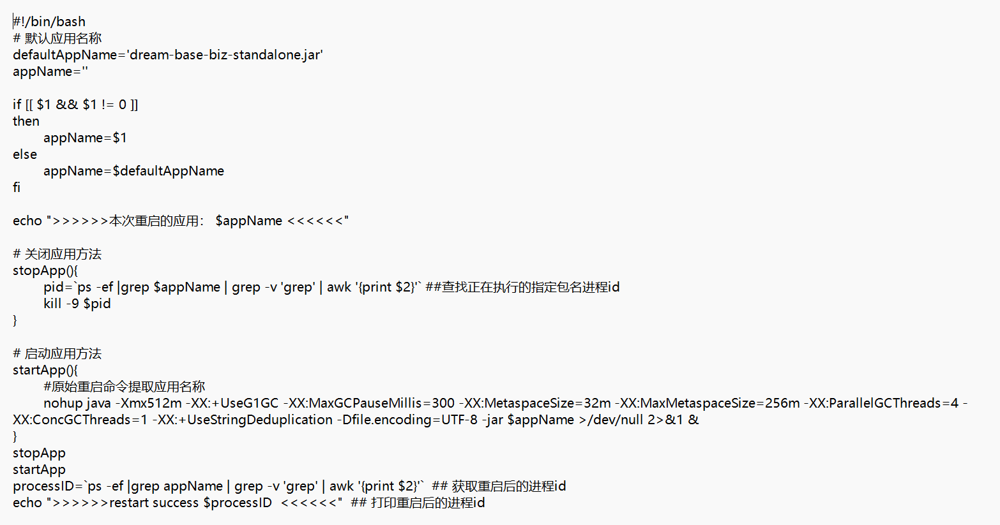 #!/bin/bash
# 默认应用名称
defaultAppName='dream-base-biz-standalone.jar'
appName=''
if [[ $1 && $1 != 0 ]]
then
appName=$1
else
appName=$defaultAppName
fi
echo ">>>>>>本次重启的应用： $appName <<<<<<"
# 关闭应用方法
stopApp(){
pid=`ps -ef |grep $appName | grep -v 'grep' | awk '{print $2}'` ##查找正在执行的指定包名进程id
kill -9 $pid
}
# 启动应用方法
startApp(){
#原始重启命令提取应用名称
nohup java -Xmx512m -XX:+UseG1GC -XX:MaxGCPauseMillis=300 -XX:MetaspaceSize=32m -XX:MaxMetaspaceSize=256m -XX:ParallelGCThreads=4 -
XX:ConcGCThreads=1 -XX:+UseStringDeduplication -Dfile.encoding=UTF-8 -jar $appName >/dev/null 2>&1 &
}
stopApp
startApp
processID=`ps -ef |grep appName | grep -v 'grep' | awk '{print $2}'`  ## 获取重启后的进程id
echo ">>>>>>restart success $processID  <<<<<<"  ## 打印重启后的进程id